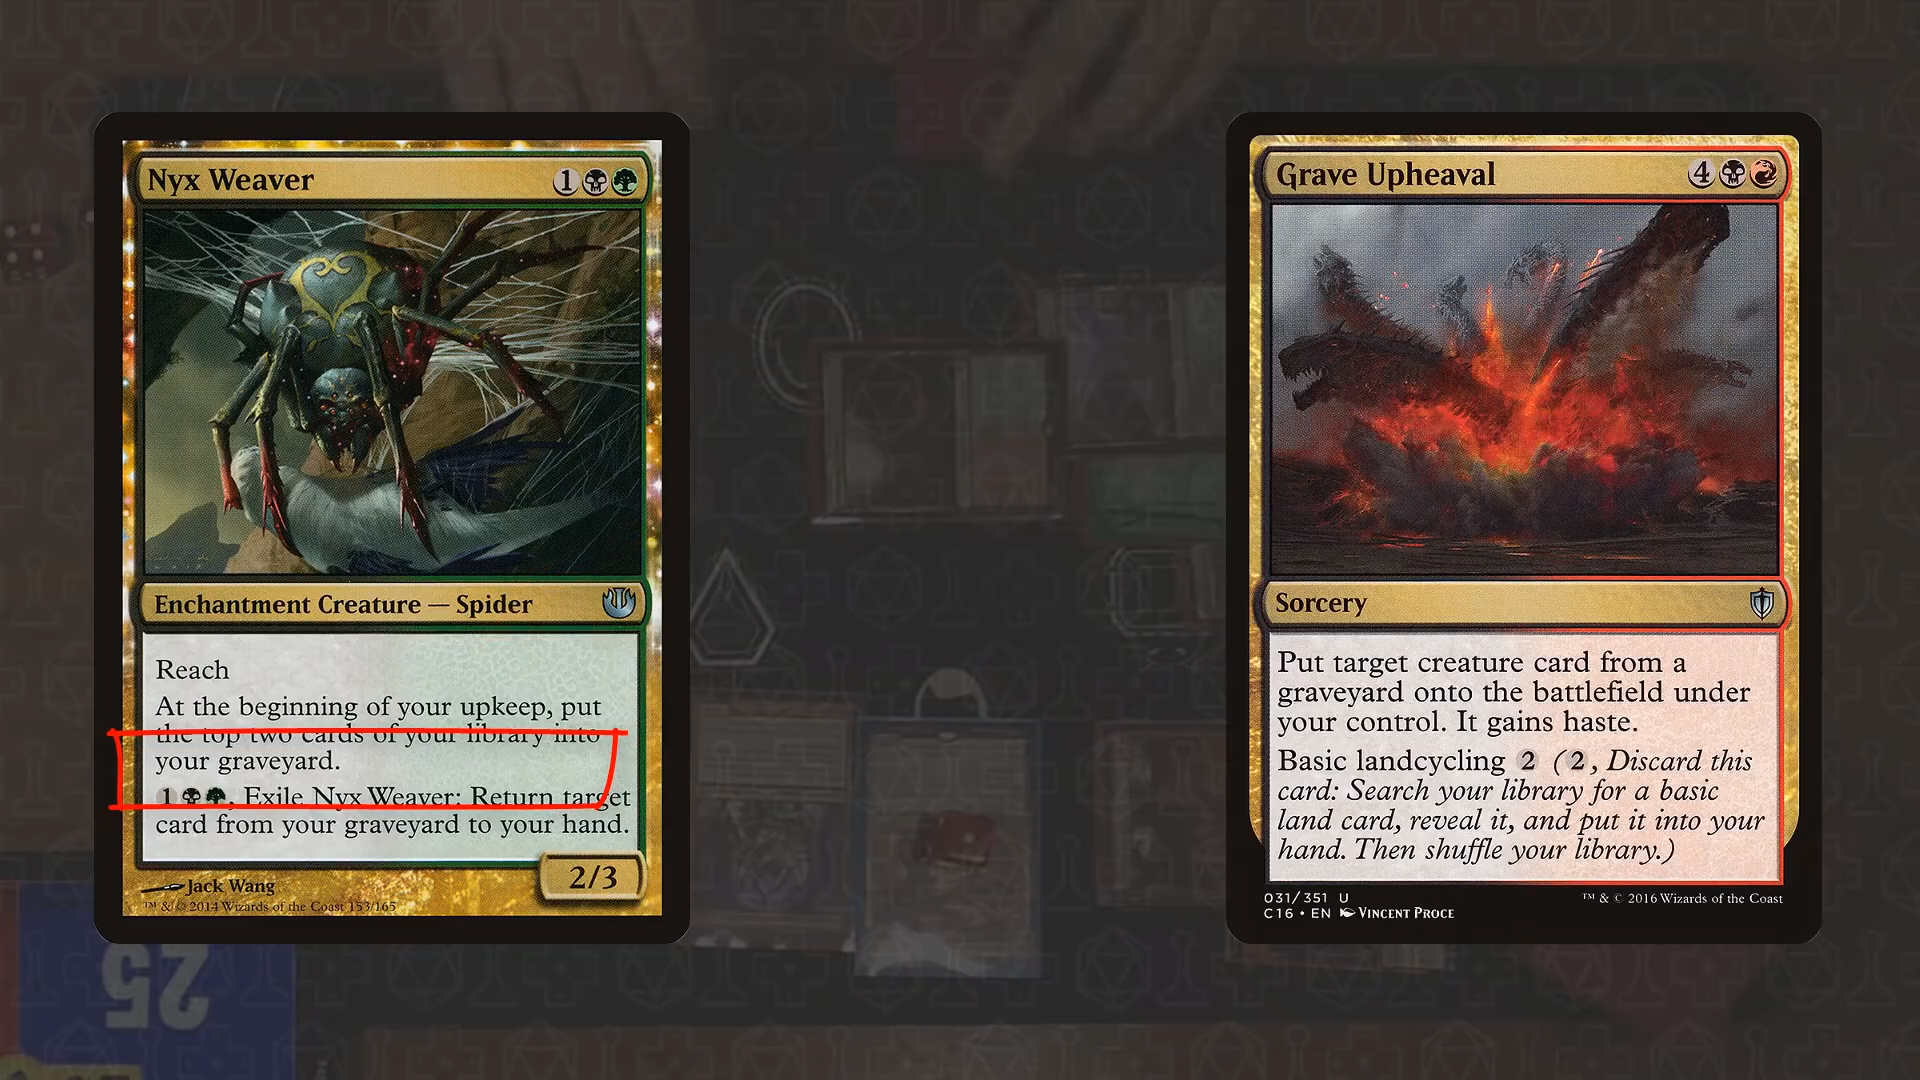 Nyx Weaver
1
Enchantment Creature — Spider
Reach
At the beginning of your upkeep, put
the top two cards of your library into
your graveyard.
1, Exile Nyx Weaver: Return target
card from your graveyard to your hand.
2/3
Jack Wang
™ & © 2014 Wizards of the Coast 153/165
Grave Upheaval
4
Sorcery
Put target creature card from a
graveyard onto the battlefield under
your control. It gains haste.
Basic landcycling 2 (2, Discard this
card: Search your library for a basic
land card, reveal it, and put it into your
hand. Then shuffle your library.)
031/351 U
C16 • EN Vincent Proce
™ & © 2016 Wizards of the Coast
25